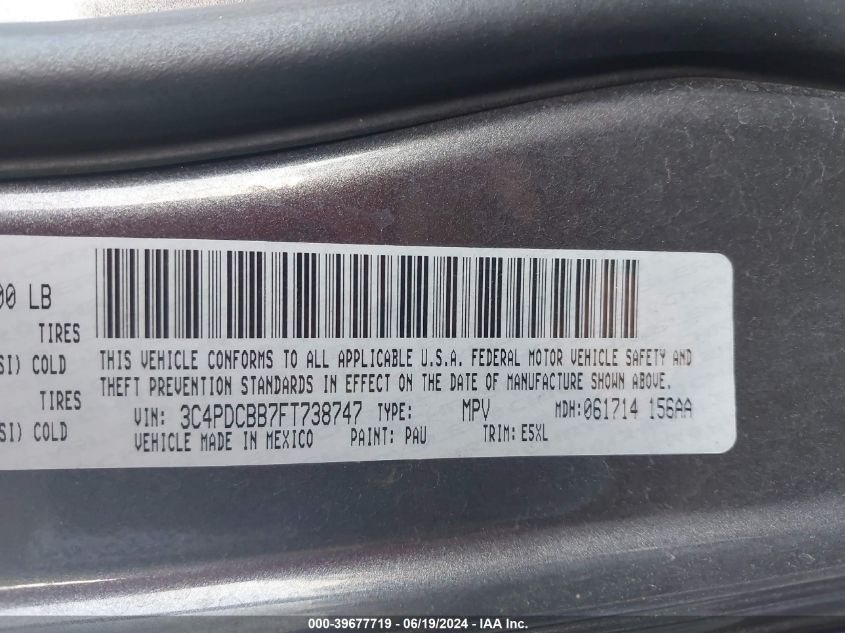 00 LB
TIRES
SI) COLD
TIRES
SI) COLD
THIS VEHICLE CONFORMS TO ALL APPLICABLE U.S.A. FEDERAL MOTOR VEHICLE SAFETY AND
THEFT PREVENTION STANDARDS IN EFFECT ON THE DATE OF MANUFACTURE SHOWN ABOVE.
VIN: 3C4PDCBB7FT738747 TYPE: MPV MDH:061714 156AA
VEHICLE MADE IN MEXICO PAINT: PAU TRIM: E5XL
000-39677719 - 06/19/2024 - IAA Inc.